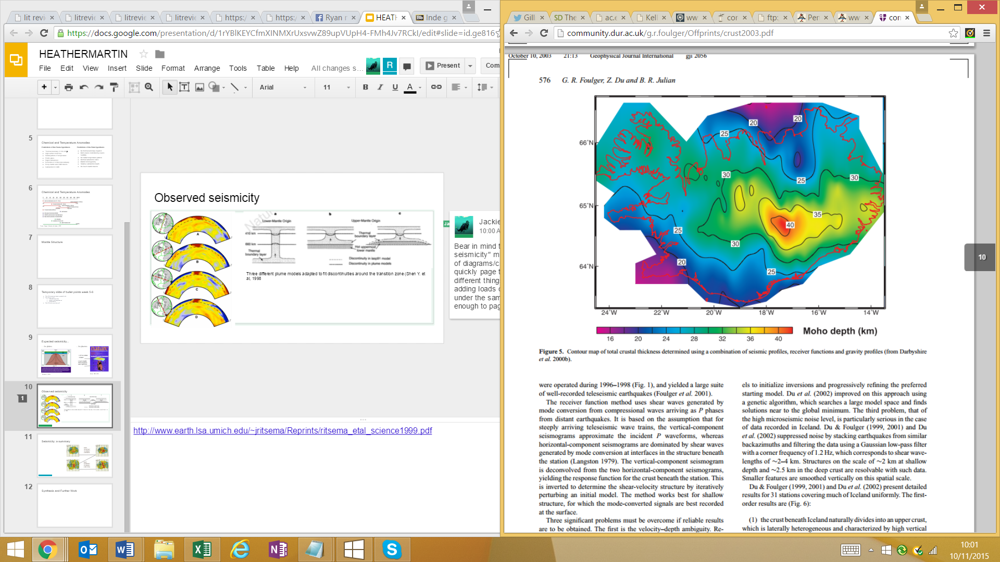 lit revi
litrevie
litrevie
litrevie
https:/
https:/
Ryan r
HEATH
Inde g
https://docs.google.com/presentation/d/1rYBlKEYCfmXINMXrUxsvwZ89upVUpH4-FMh4Jv7RCkI/edit#slide=id.ge816
HEATHERMARTIN
File Edit View Insert Slide Format Arrange Tools Table Help All changes s...
R
Present
Com
Arial
11
B I U A
5
Chemical and Temperature Anomalies
6
Chemical and Temperature Anomalies
7
Mantle Structure
8
Temporary slide of bullet points week 5-6
9
Expected seismicity...
nature
10
1
Observed seismicity
11
Seismicity: a summary
12
Synthesis and Further Work
Observed seismicity
A
B
C
D
a b c
Lower-Mantle Origin
Upper-Mantle Origin
410 km
660 km
Thermal boundary layer
Thermal boundary layer
Hot uppermost lower mantle
Discontinuity in iasp91 model
Discontinuity in plume models
Three different plume models adapted to fit discontinuities around the transition zone (Shen Y. et
al, 1998
Ja
Jackie
10:00 A
Bear in mind t
seismicity" m
of diagrams/c
quickly page t
different thing
adding loads c
under the sam
enough to pag
http://www.earth.lsa.umich.edu/~jritsema/Reprints/ritsema_etal_science1999.pdf
Gill
SD The
ac.e
Kell
ww
cor
ftp:
Per
ww
con
community.dur.ac.uk/g.r.foulger/Offprints/crust2003.pdf
October 10, 2003 21:13 Geophysical Journal International gji 2056
576 G. R. Foulger, Z. Du and B. R. Julian
66°N
65°N
64°N
20
20
25
30
25
30
35
40
25
30
20
25
24°W 22°W 20°W 18°W 16°W 14°W
16 20 24 28 32 36 40
Moho depth (km)
Figure 5. Contour map of total crustal thickness determined using a combination of seismic profiles, receiver functions and gravity profiles (from Darbyshire
et al. 2000b).
were operated during 1996–1998 (Fig. 1), and yielded a large suite
of well-recorded teleseismic earthquakes (Foulger et al. 2001).
The receiver function method uses shear waves generated by
mode conversion from compressional waves arriving as P phases
from distant earthquakes. It is based on the assumption that for
steeply arriving teleseismic wave trains, the vertical-component
seismograms approximate the incident P waveforms, whereas
horizontal-component seismograms are dominated by shear waves
generated by mode conversion at interfaces in the structure beneath
the station (Langston 1979). The vertical-component seismogram
is deconvolved from the two horizontal-component seismograms,
yielding the response function for the crust beneath the station. This
is inverted to determine the shear-velocity structure by iteratively
perturbing an initial model. The method works best for shallow
structure, for which the mode-converted signals are best recorded
at the surface.
Three significant problems must be overcome if reliable results
are to be obtained. The first is the velocity–depth ambiguity. Re-
els to initialize inversions and progressively refining the preferred
starting model. Du et al. (2002) improved on this approach using
a genetic algorithm, which searches a large model space and finds
solutions near to the global minimum. The third problem, that of
the high microseismic noise level, is particularly serious in the case
of data recorded in Iceland. Du & Foulger (1999, 2001) and Du
et al. (2002) suppressed noise by stacking earthquakes from similar
backazimuths and filtering the data using a Gaussian low-pass filter
with a corner frequency of 1.2 Hz, which corresponds to shear wave-
lengths of ~2–4 km. Structures on the scale of ~2 km at shallow
depth and ~2.5 km in the deep crust are resolvable with such data.
Smaller features are smoothed vertically on this spatial scale.
Du & Foulger (1999, 2001) and Du et al. (2002) present detailed
results for 31 stations covering much of Iceland uniformly. The first-
order results are (Fig. 6):
(1) the crust beneath Iceland naturally divides into an upper crust,
which is laterally heterogeneous and characterized by high vertical
10
10:01
10/11/2015